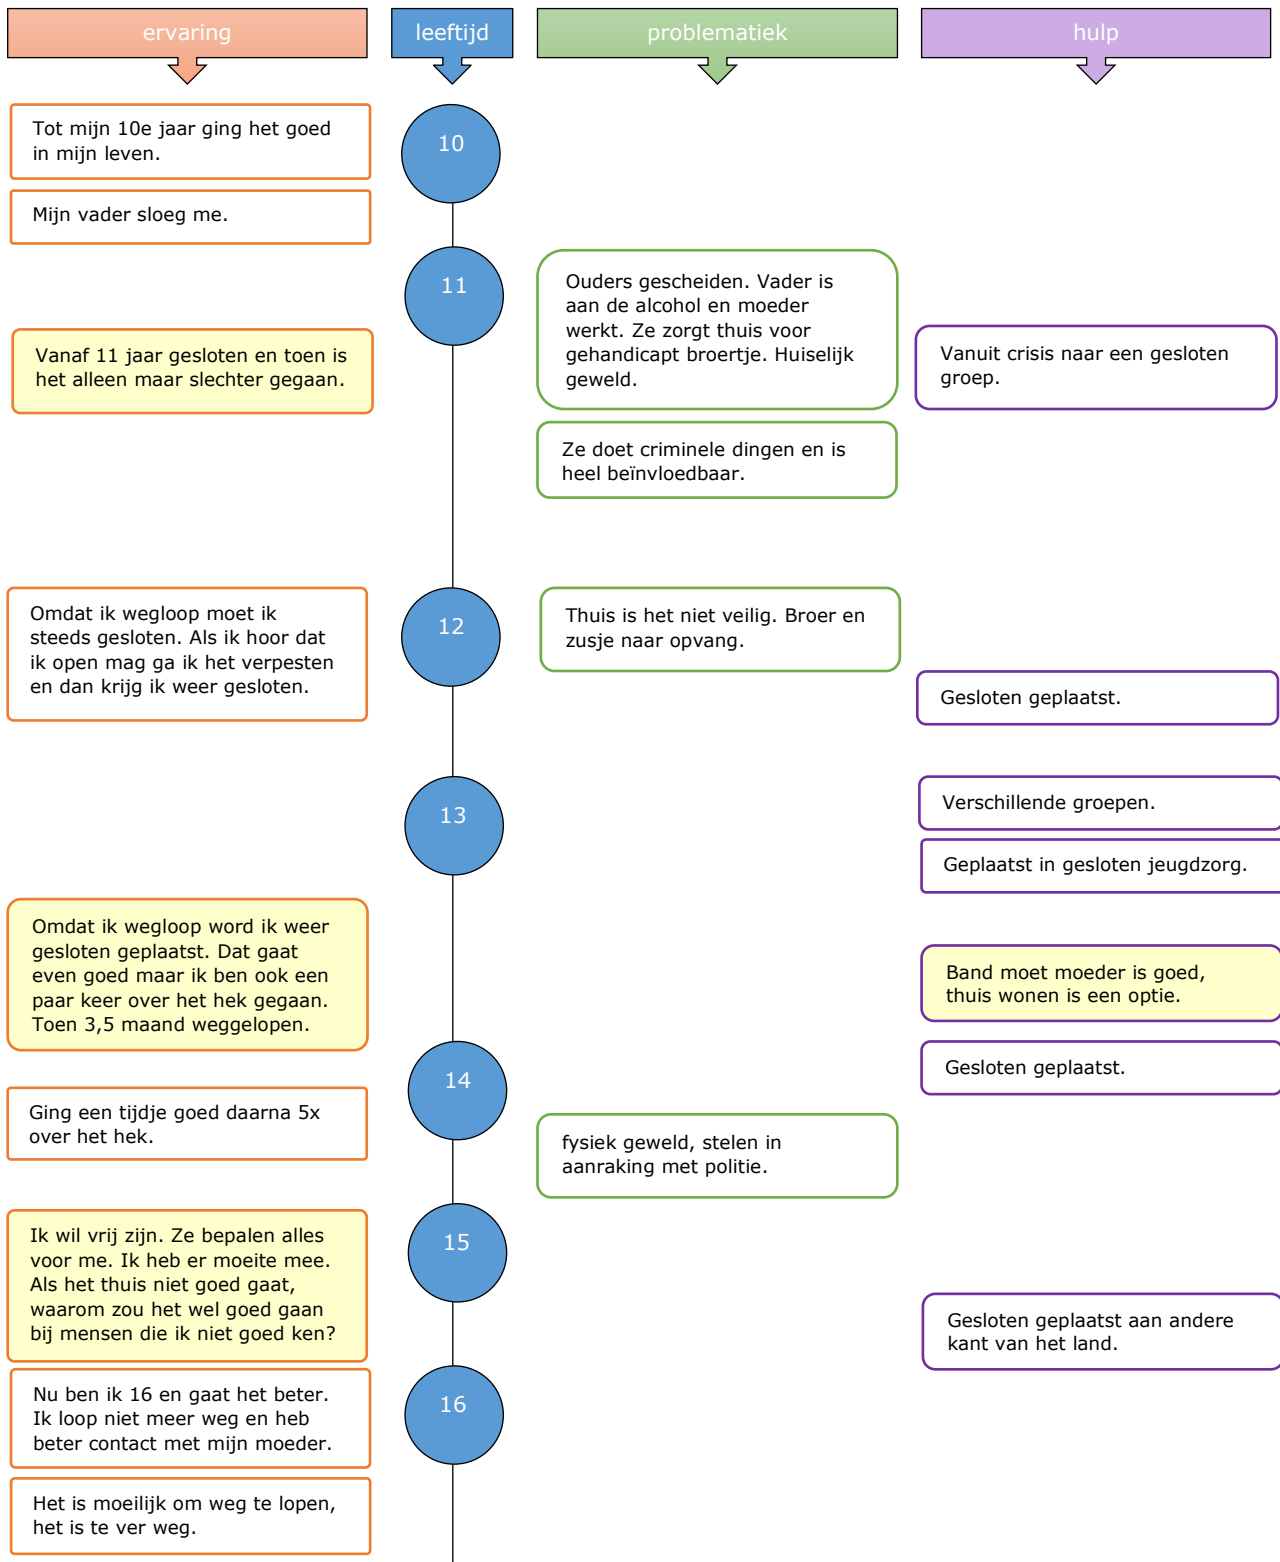 ervaring
leeftijd
problematiek
hulp
Tot mijn 10e jaar ging het goed
in mijn leven.
10
Mijn vader sloeg me.
11
Ouders gescheiden. Vader is
aan de alcohol en moeder
werkt. Ze zorgt thuis voor
gehandicapt broertje. Huiselijk
geweld.
Vanaf 11 jaar gesloten en toen is
het alleen maar slechter gegaan.
Vanuit crisis naar een gesloten
groep.
Ze doet criminele dingen en is
heel beïnvloedbaar.
Omdat ik wegloop moet ik
steeds gesloten. Als ik hoor dat
ik open mag ga ik het verpesten
en dan krijg ik weer gesloten.
12
Thuis is het niet veilig. Broer en
zusje naar opvang.
Gesloten geplaatst.
13
Verschillende groepen.
Geplaatst in gesloten jeugdzorg.
Omdat ik wegloop word ik weer
gesloten geplaatst. Dat gaat
even goed maar ik ben ook een
paar keer over het hek gegaan.
Toen 3,5 maand weggelopen.
Band moet moeder is goed,
thuis wonen is een optie.
14
Gesloten geplaatst.
Ging een tijdje goed daarna 5x
over het hek.
fysiek geweld, stelen in
aanraking met politie.
Ik wil vrij zijn. Ze bepalen alles
voor me. Ik heb er moeite mee.
Als het thuis niet goed gaat,
waarom zou het wel goed gaan
bij mensen die ik niet goed ken?
15
Gesloten geplaatst aan andere
kant van het land.
Nu ben ik 16 en gaat het beter.
Ik loop niet meer weg en heb
beter contact met mijn moeder.
16
Het is moeilijk om weg te lopen,
het is te ver weg.